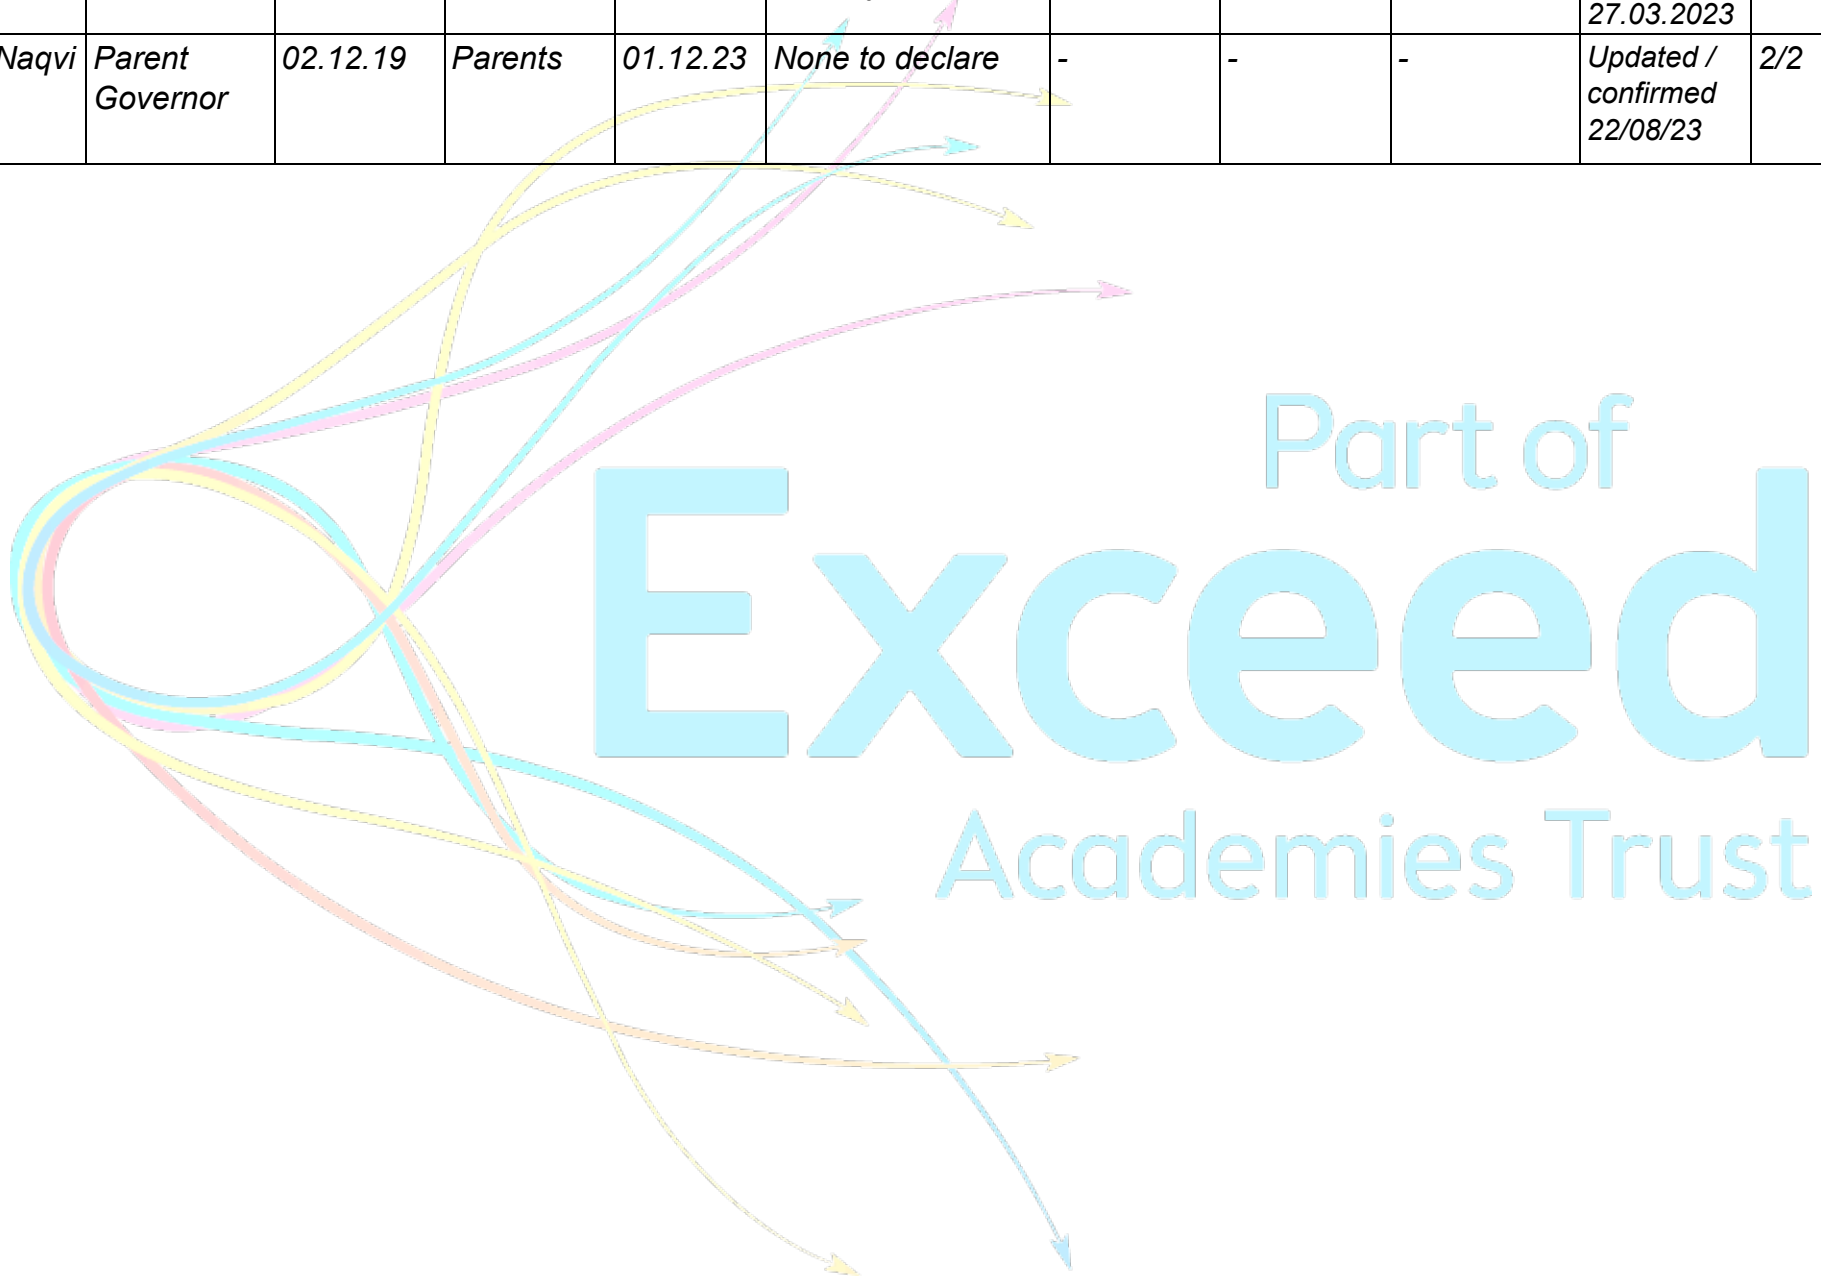 27.03.2023
Naqvi Parent Governor 02.12.19 Parents 01.12.23 None to declare - - - Updated / confirmed 22/08/23 2/2
Part of
Exceed
Academies Trust